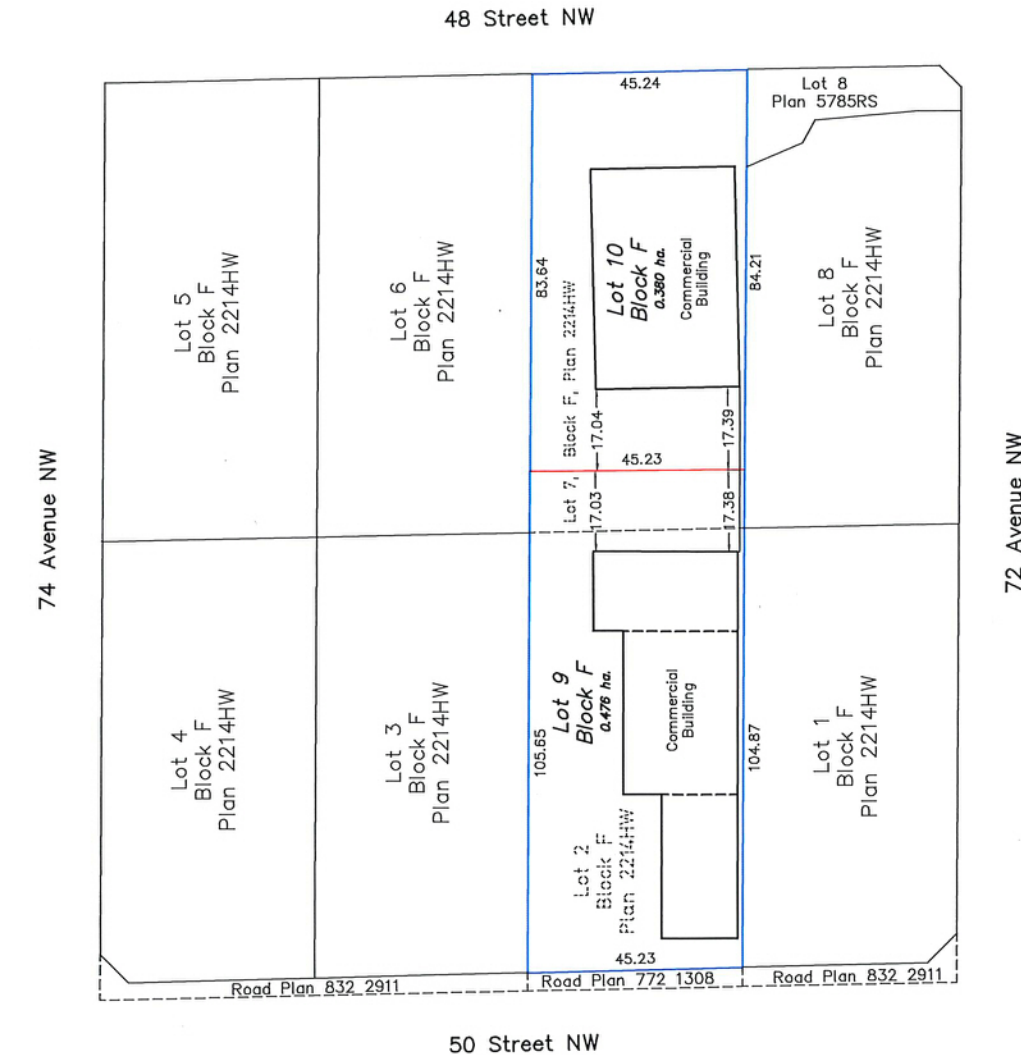 48 Street NW
45.24
Lot 8
Plan 5785RS
Lot 5
Block F
Plan 2214HW
Lot 6
Block F
Plan 2214HW
83.64
Lot 7, Block F, Plan 2214HW
Lot 10
Block F
0.380 ha.
Commercial
Building
84.21
Lot 8
Block F
Plan 2214HW
17.04
17.39
45.23
17.03
17.38
74 Avenue NW
72 Avenue NW
Lot 4
Block F
Plan 2214HW
Lot 3
Block F
Plan 2214HW
105.65
Lot 9
Block F
0.476 ha.
Commercial
Building
104.87
Lot 1
Block F
Plan 2214HW
Lot 2
Block F
Plan 2214HW
45.23
Road Plan 832 2911
Road Plan 772 1308
Road Plan 832 2911
50 Street NW